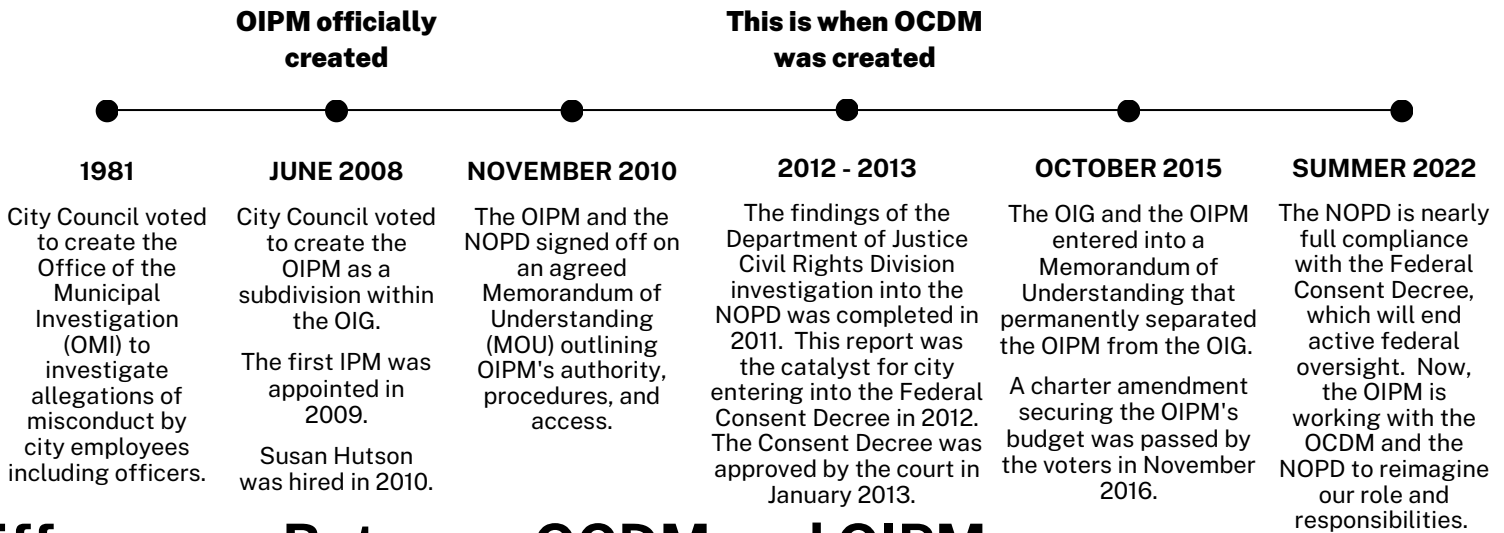 OIPM officially
created
This is when OCDM
was created
1981
City Council voted
to create the
Office of the
Municipal
Investigation
(OMI) to
investigate
allegations of
misconduct by
city employees
including officers.
JUNE 2008
City Council voted
to create the
OIPM as a
subdivision within
the OIG.
The first IPM was
appointed in
2009.
Susan Hutson
was hired in 2010.
NOVEMBER 2010
The OIPM and the
NOPD signed off on
an agreed
Memorandum of
Understanding
(MOU) outlining
OIPM's authority,
procedures, and
access.
2012 - 2013
The findings of the
Department of Justice
Civil Rights Division
investigation into the
NOPD was completed in
2011. This report was
the catalyst for city
entering into the Federal
Consent Decree in 2012.
The Consent Decree was
approved by the court in
January 2013.
OCTOBER 2015
The OIG and the OIPM
entered into a
Memorandum of
Understanding that
permanently separated
the OIPM from the OIG.
A charter amendment
securing the OIPM's
budget was passed by
the voters in November
2016.
SUMMER 2022
The NOPD is nearly
full compliance
with the Federal
Consent Decree,
which will end
active federal
oversight. Now,
the OIPM is
working with the
OCDM and the
NOPD to reimagine
our role and
responsibilities.